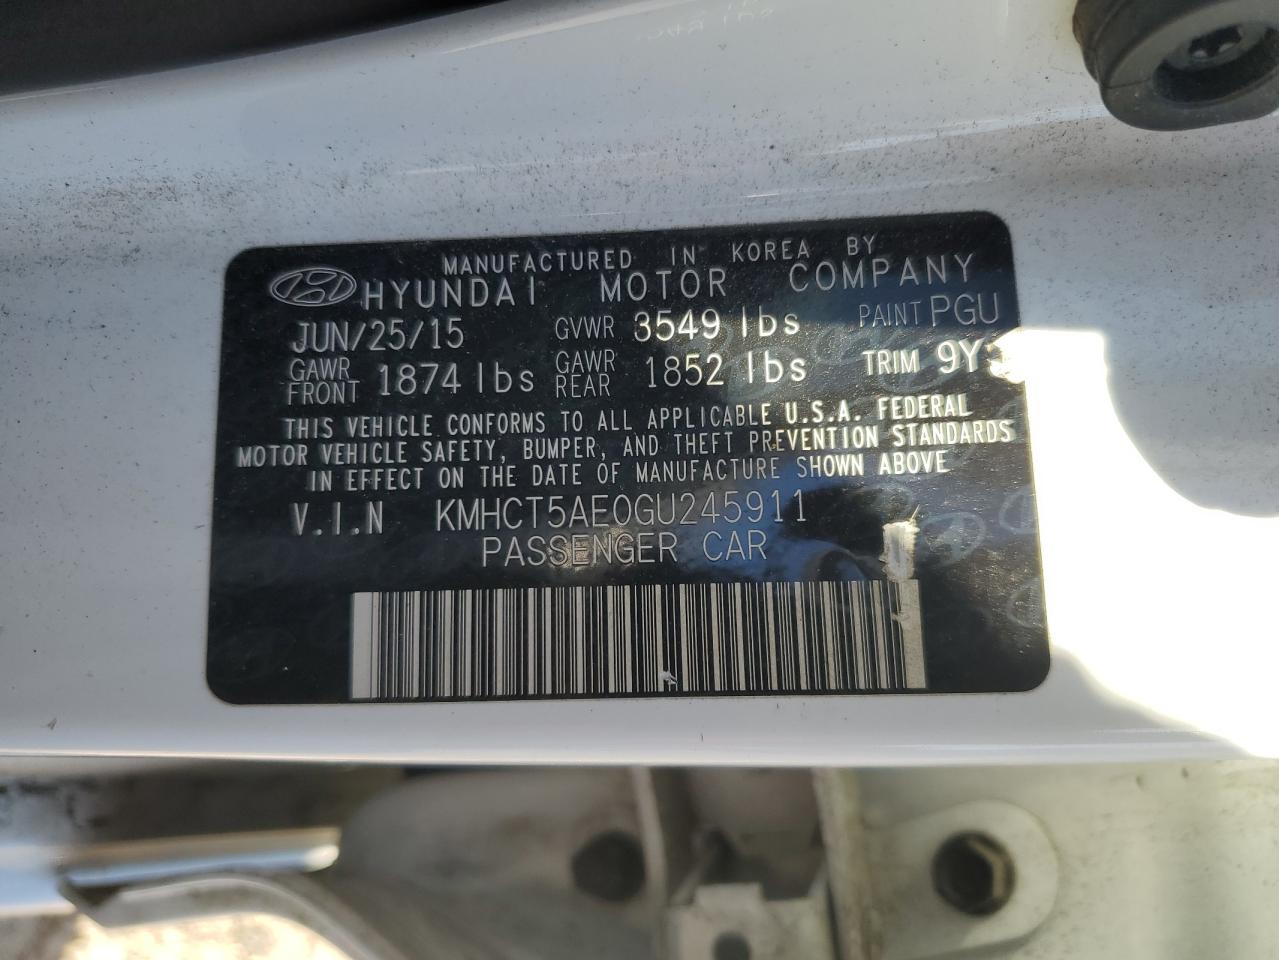 MANUFACTURED IN KOREA BY
HYUNDAI MOTOR COMPANY
JUN/25/15 GVWR 3549 lbs PAINT PGU
GAWR FRONT 1874 lbs GAWR REAR 1852 lbs TRIM 9Y
THIS VEHICLE CONFORMS TO ALL APPLICABLE U.S.A. FEDERAL
MOTOR VEHICLE SAFETY, BUMPER, AND THEFT PREVENTION STANDARDS
IN EFFECT ON THE DATE OF MANUFACTURE SHOWN ABOVE
V.I.N KMHCT5AE0GU245911
PASSENGER CAR